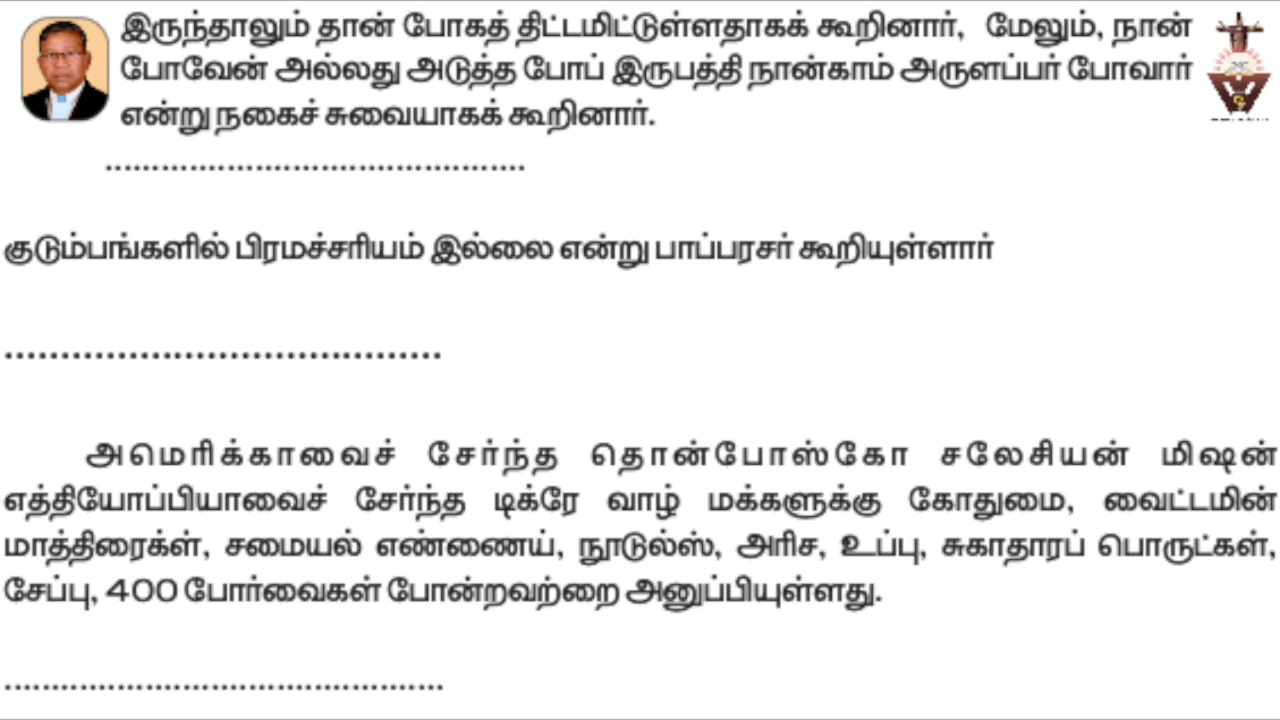 இருந்தாலும் தான் போகத் திட்டமிட்டுள்ளதாகக் கூறினார், மேலும், நான்
போவேன் அல்லது அடுத்த போப் இருபத்தி நான்காம் அருளப்பர் போவார்
என்று நகைச் சுவையாகக் கூறினார்.
..............................................
குடும்பங்களில் பிரமச்சரியம் இல்லை என்று பாப்பரசர் கூறியுள்ளார்
.......................................
அமெரிக்காவைச் சேர்ந்த தொன்போஸ்கோ சலேசியன் மிஷன்
எத்தியோப்பியாவைச் சேர்ந்த டிக்ரே வாழ் மக்களுக்கு கோதுமை, வைட்டமின்
மாத்திரைக்ள், சமையல் எண்ணைய், நூடுல்ஸ், அரிச, உப்பு, சுகாதாரப் பொருட்கள்,
சேப்பு, 400 போர்வைகள் போன்றவற்றை அனுப்பியுள்ளது.
................................................